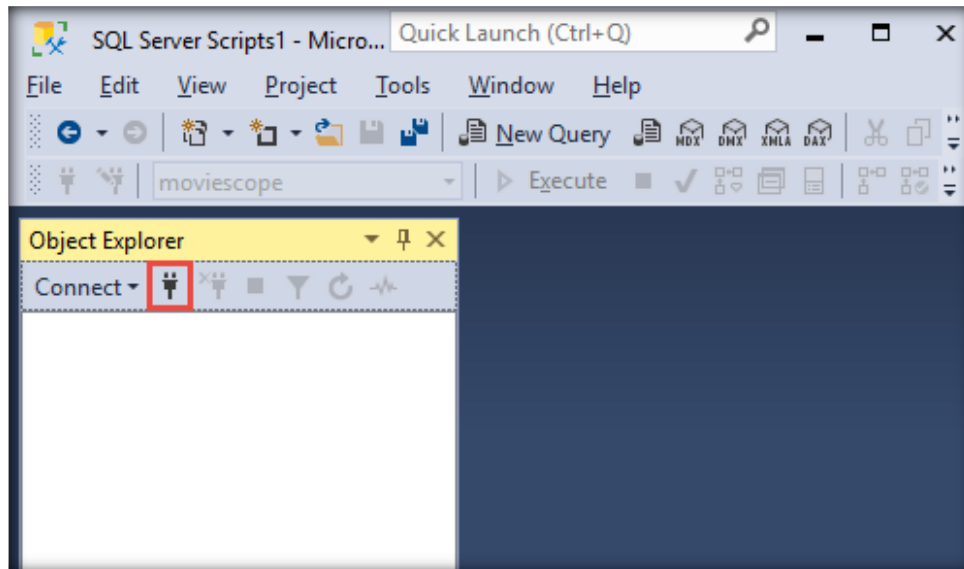 SQL Server Scripts1 - Micro... Quick Launch (Ctrl+Q)
File Edit View Project Tools Window Help
New Query MDX DMX XMLA DAX
moviescope Execute
Object Explorer
Connect